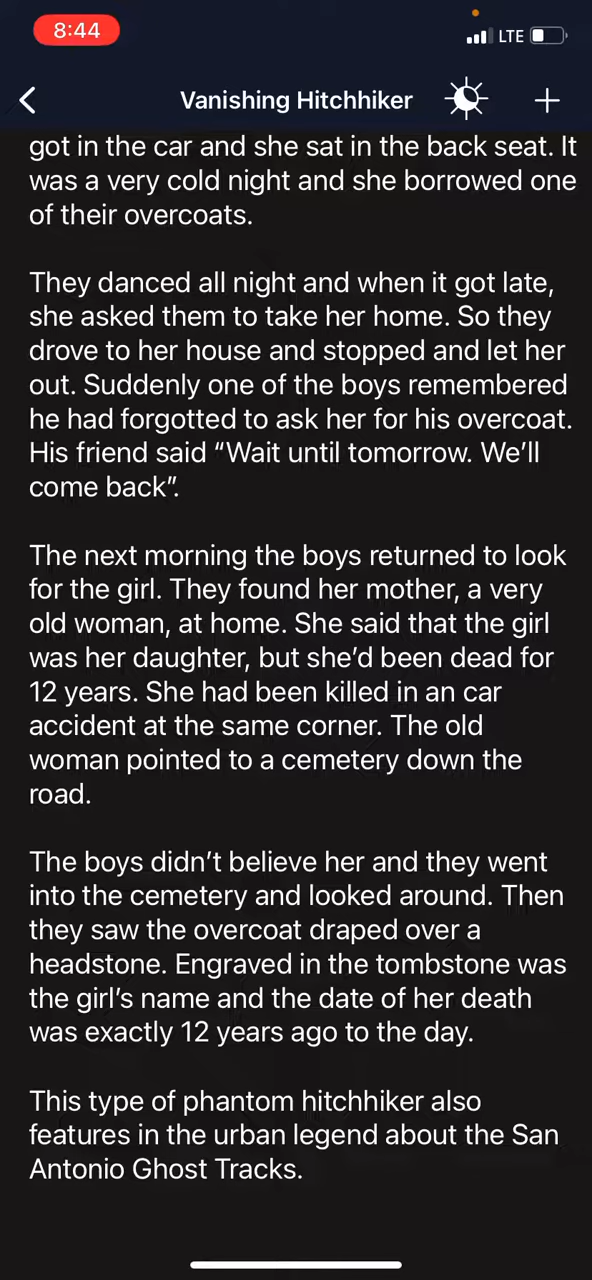 8:44
LTE
Vanishing Hitchhiker
got in the car and she sat in the back seat. It
was a very cold night and she borrowed one
of their overcoats.
They danced all night and when it got late,
she asked them to take her home. So they
drove to her house and stopped and let her
out. Suddenly one of the boys remembered
he had forgotted to ask her for his overcoat.
His friend said “Wait until tomorrow. We’ll
come back”.
The next morning the boys returned to look
for the girl. They found her mother, a very
old woman, at home. She said that the girl
was her daughter, but she’d been dead for
12 years. She had been killed in an car
accident at the same corner. The old
woman pointed to a cemetery down the
road.
The boys didn’t believe her and they went
into the cemetery and looked around. Then
they saw the overcoat draped over a
headstone. Engraved in the tombstone was
the girl’s name and the date of her death
was exactly 12 years ago to the day.
This type of phantom hitchhiker also
features in the urban legend about the San
Antonio Ghost Tracks.